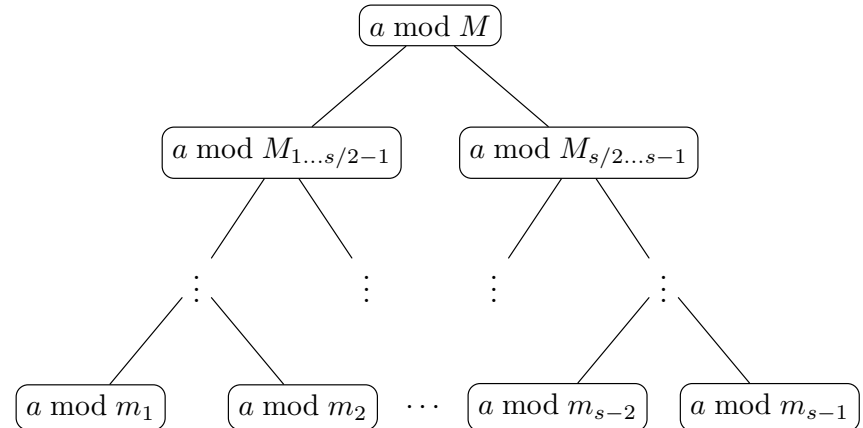 a mod M
a mod M_{1…s/2−1} a mod M_{s/2…s−1}
⋮ ⋮ ⋮ ⋮
a mod m_1 a mod m_2 ⋯ a mod m_{s−2} a mod m_{s−1}